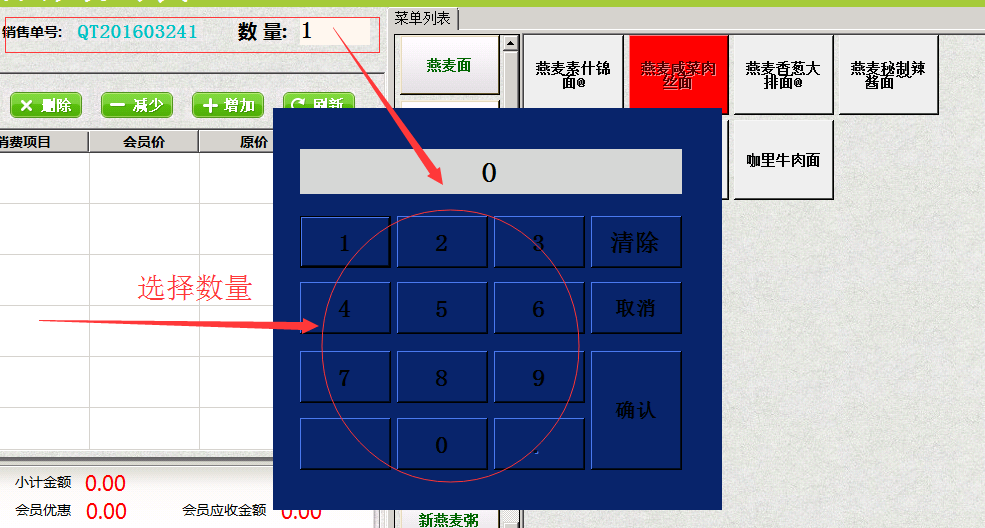 菜单列表
销售单号: QT201603241 数 量: 1
燕麦面
燕麦素什锦
面@
燕麦咸菜肉
丝面
燕麦香葱大
排面@
燕麦秘制辣
酱面
删除 减少 增加 刷新
消费项目 会员价 原价
咖里牛肉面
0
1 2 3 清除
选择数量
4 5 6 取消
7 8 9
确认
0
小计金额 0.00
会员优惠 0.00 会员应收金额 0.00
新燕麦粥